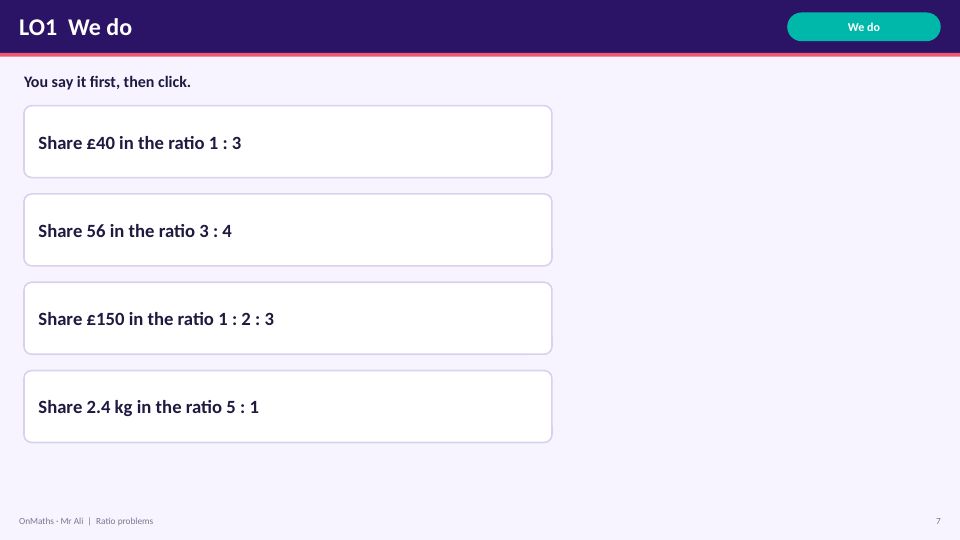 LO1 We do
We do
You say it first, then click.
Share £40 in the ratio 1 : 3
Share 56 in the ratio 3 : 4
Share £150 in the ratio 1 : 2 : 3
Share 2.4 kg in the ratio 5 : 1
OnMaths - Mr Ali | Ratio problems
7